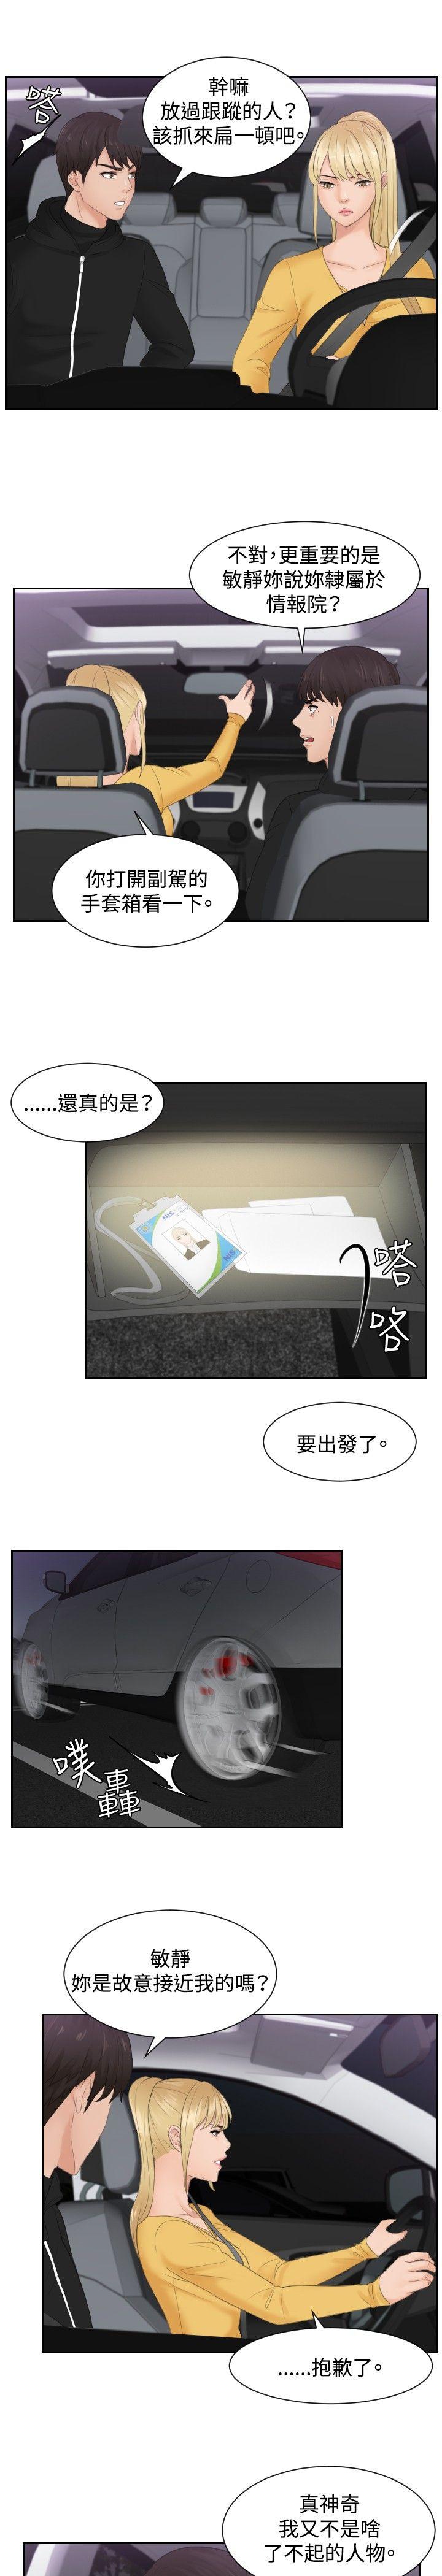 嗒
幹嘛
放過跟蹤的人？
該抓來扁一頓吧。
不對，更重要的是
敏靜妳說妳隸屬於
情報院？
你打開副駕的
手套箱看一下。
......還真的是？
NIS
NIS
嗒
咯
要出發了。
噗
轟
敏靜
妳是故意接近我的嗎？
......抱歉了。
真神奇
我又不是啥
了不起的人物。